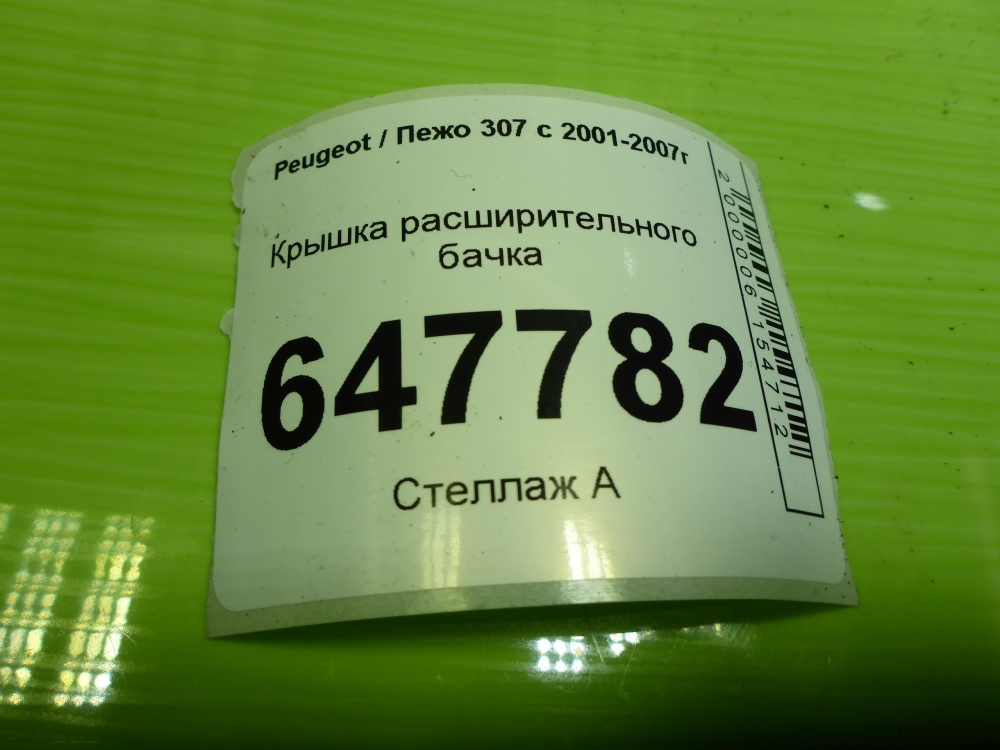 Peugeot / Пежо 307 с 2001-2007г
Крышка расширительного
бачка
647782
Стеллаж А
2000006154712